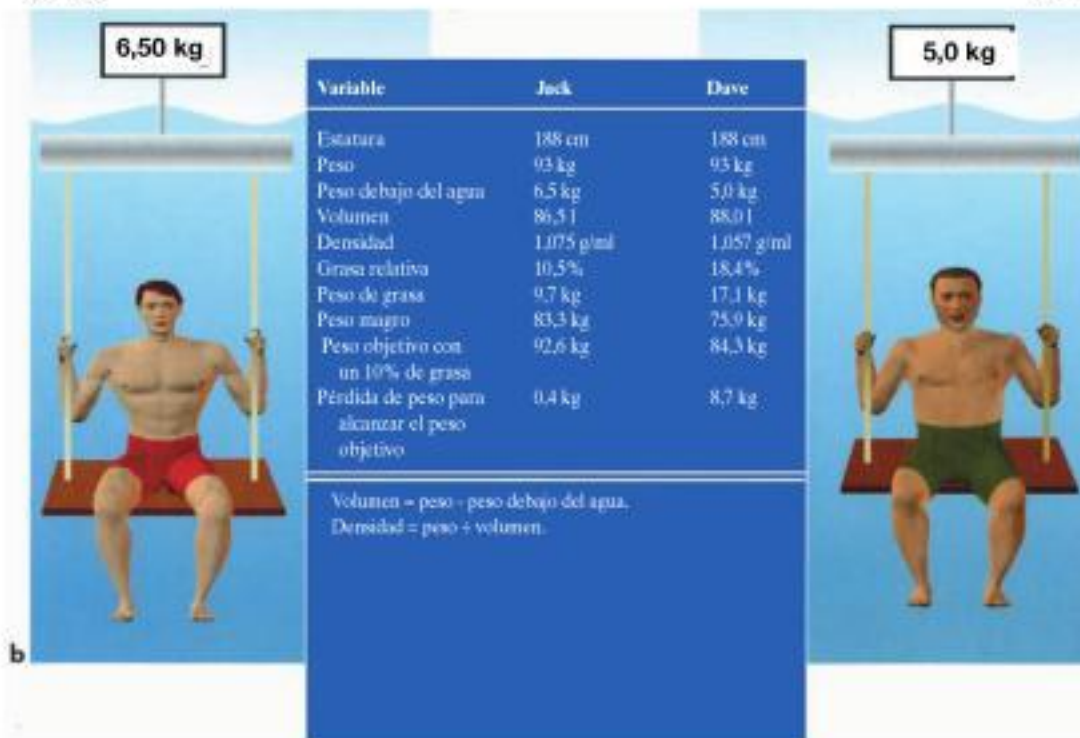 6,50 kg
5,0 kg
Variable Jack Dave
Estatura 188 cm 188 cm
Peso 93 kg 93 kg
Peso debajo del agua 6,5 kg 5,0 kg
Volumen 86,5 l 88,0 l
Densidad 1,075 g/ml 1,057 g/ml
Grasa relativa 10,5% 18,4%
Peso de grasa 9,7 kg 17,1 kg
Peso magro 83,3 kg 75,9 kg
Peso objetivo con 92,6 kg 84,3 kg
un 10% de grasa
Pérdida de peso para 0,4 kg 8,7 kg
alcanzar el peso
objetivo
Volumen = peso - peso debajo del agua.
Densidad = peso ÷ volumen.
b